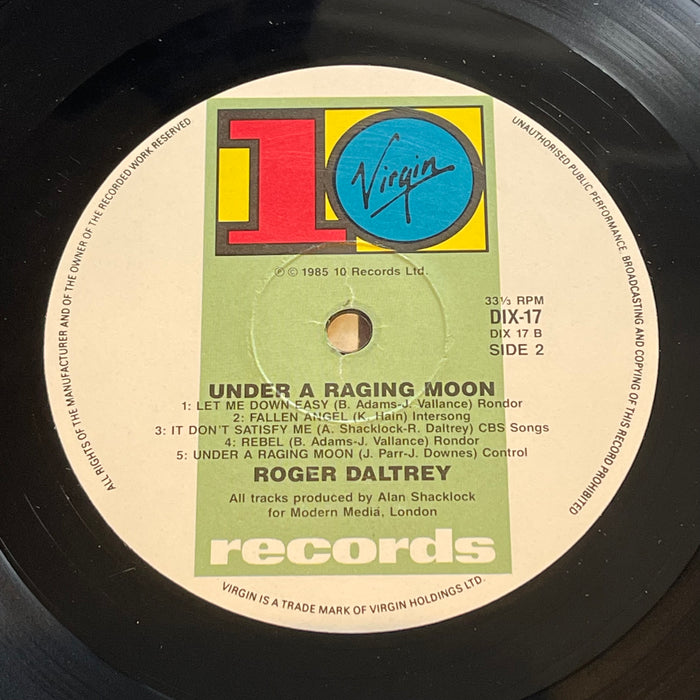 10
Virgin
℗ © 1985 10 Records Ltd.
33⅓ RPM
DIX-17
DIX 17 B
SIDE 2
UNDER A RAGING MOON
1: LET ME DOWN EASY (B. Adams-J. Vallance) Rondor
2: FALLEN ANGEL (K. Hain) Intersong
3: IT DON'T SATISFY ME (A. Shacklock-R. Daltrey) CBS Songs
4: REBEL (B. Adams-J. Vallance) Rondor
5: UNDER A RAGING MOON (J. Parr-J. Downes) Control
ROGER DALTREY
All tracks produced by Alan Shacklock
for Modern Media, London
records
ALL RIGHTS OF THE MANUFACTURER AND OF THE OWNER OF THE RECORDED WORK RESERVED
UNAUTHORISED PUBLIC PERFORMANCE, BROADCASTING AND COPYING OF THIS RECORD PROHIBITED
VIRGIN IS A TRADE MARK OF VIRGIN HOLDINGS LTD.